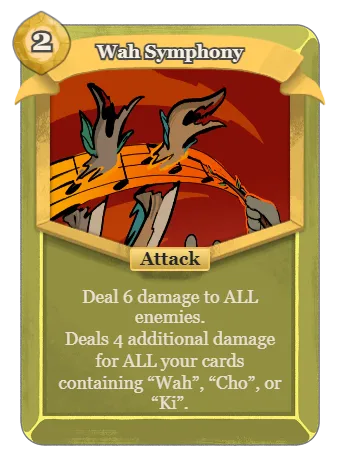 2
Wah Symphony
Attack
Deal 6 damage to ALL
enemies.
Deals 4 additional damage
for ALL your cards
containing “Wah”, “Cho”, or
“Ki”.